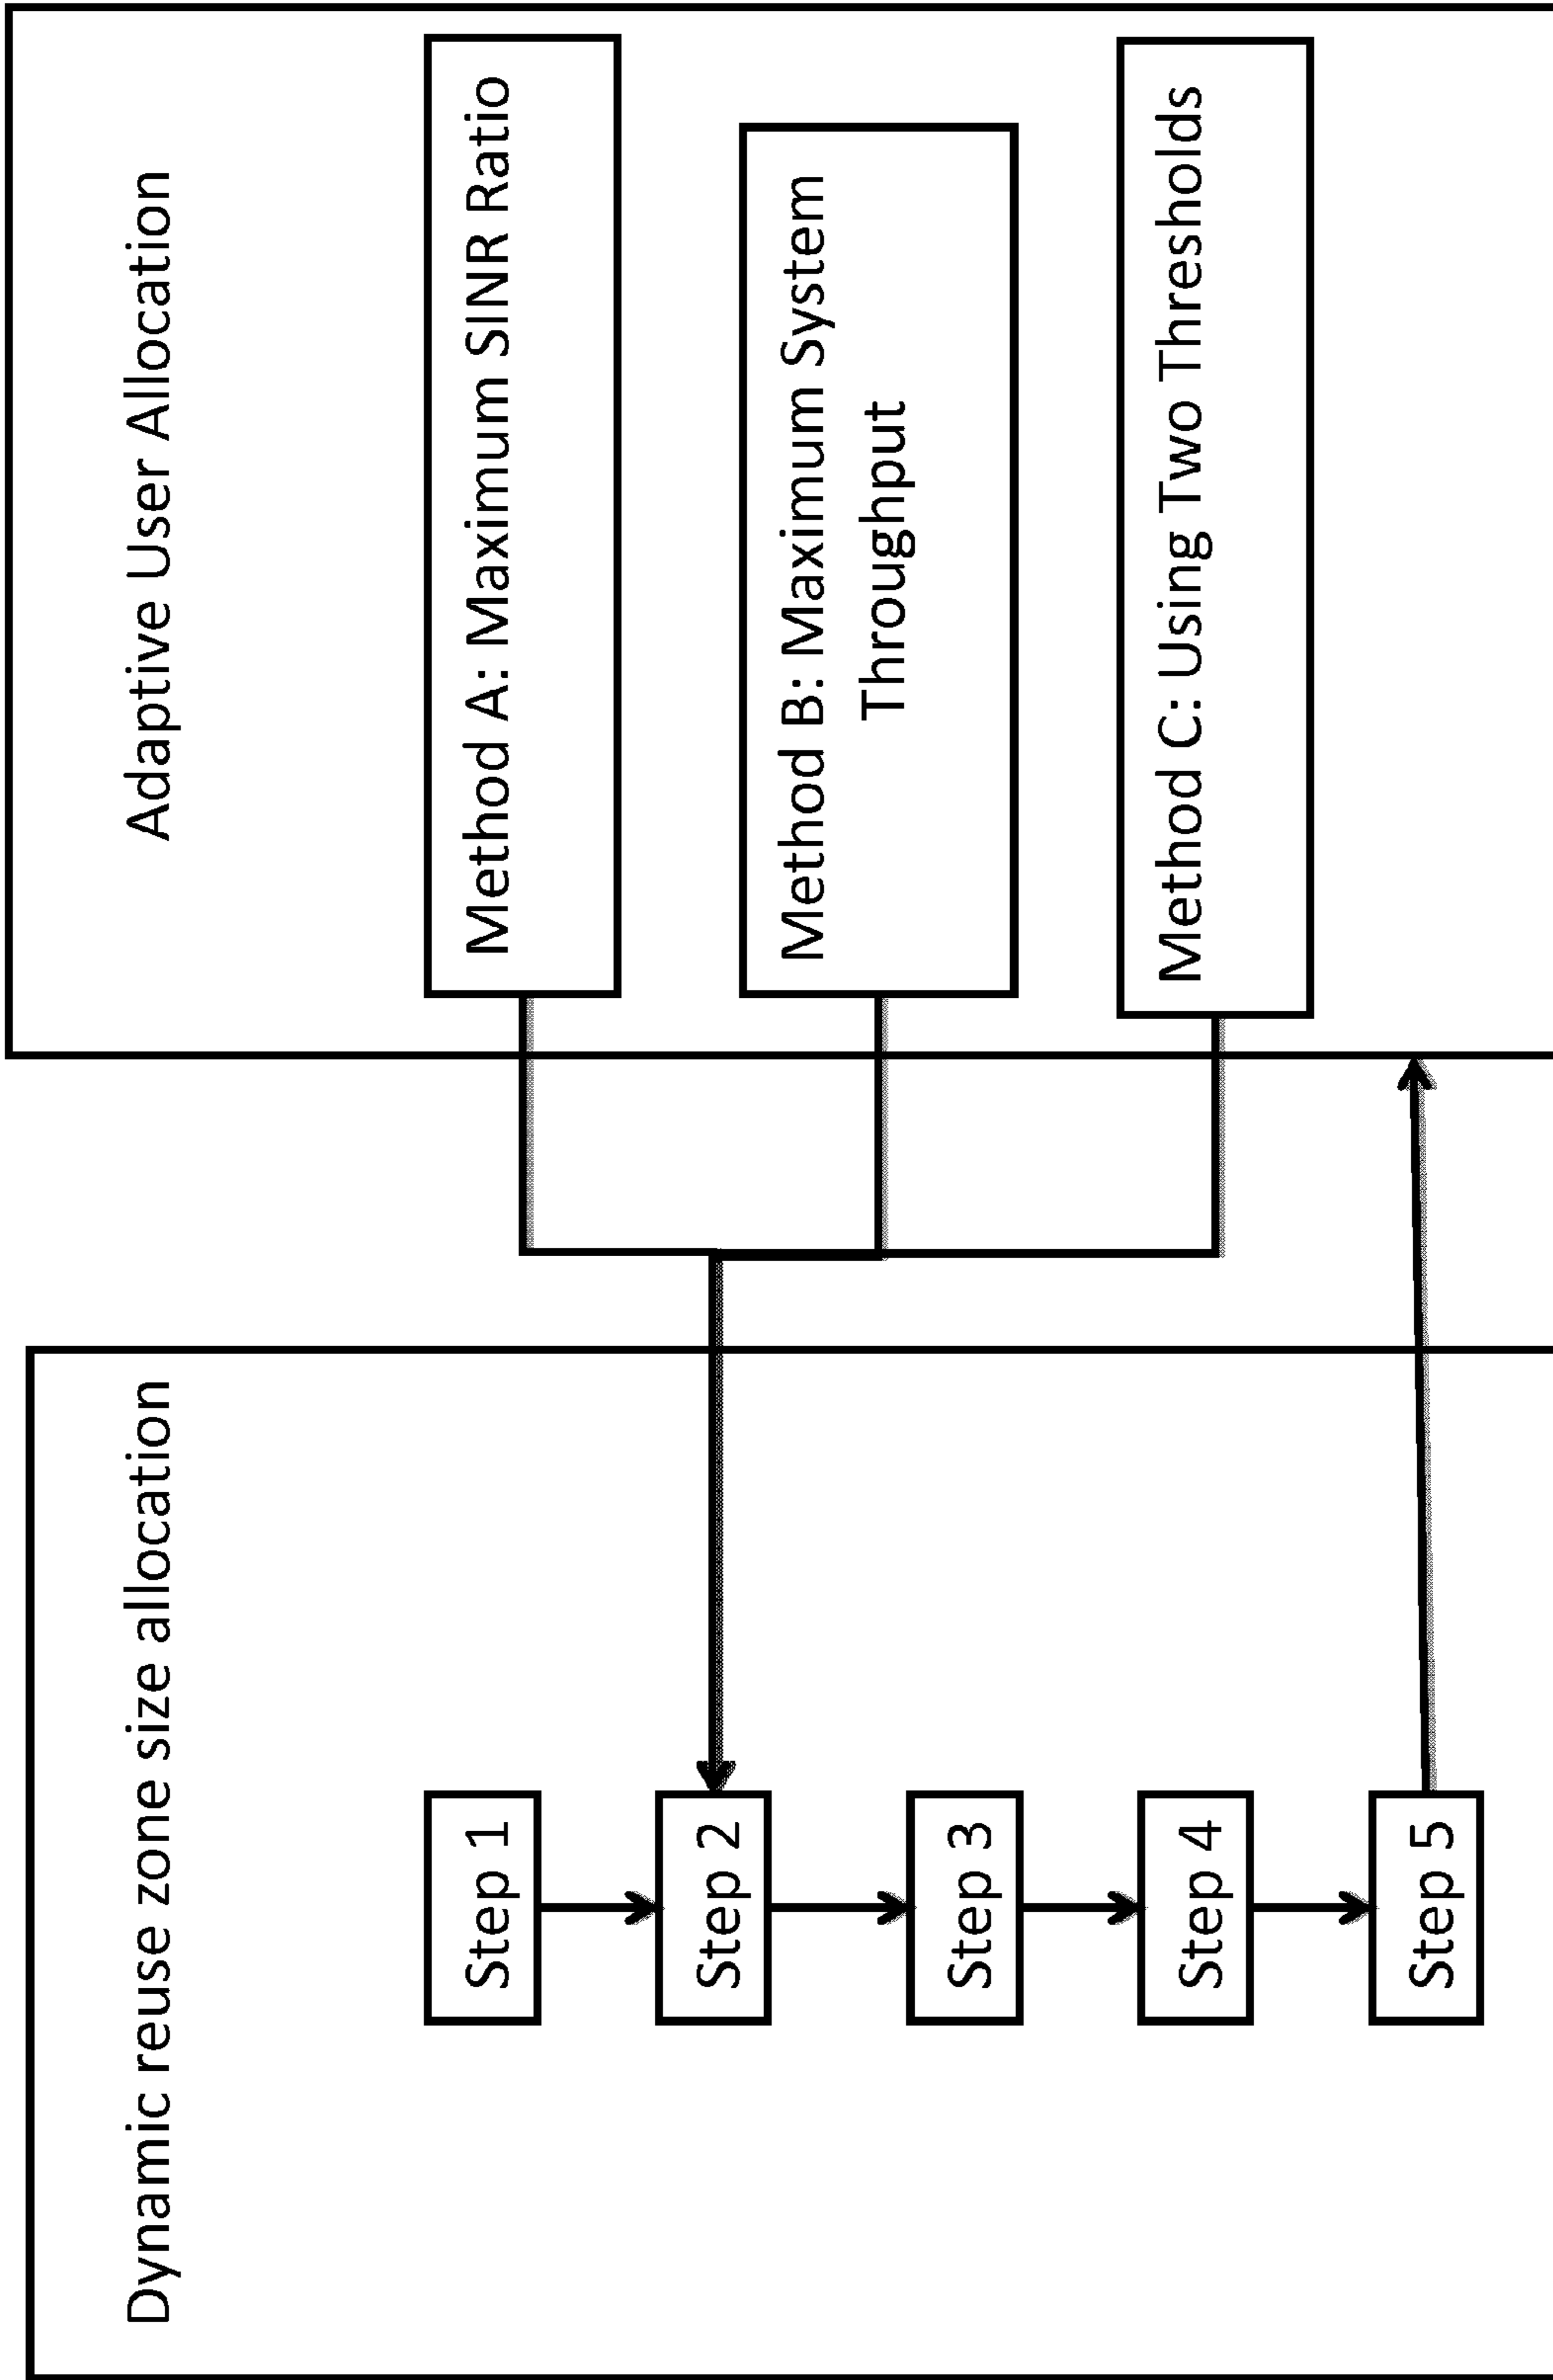 Dynamic reuse zone size allocation
Step 1
Step 2
Step 3
Step 4
Step 5
Adaptive User Allocation
Method A: Maximum SINR Ratio
Method B: Maximum System
Throughput
Method C: Using Two Thresholds